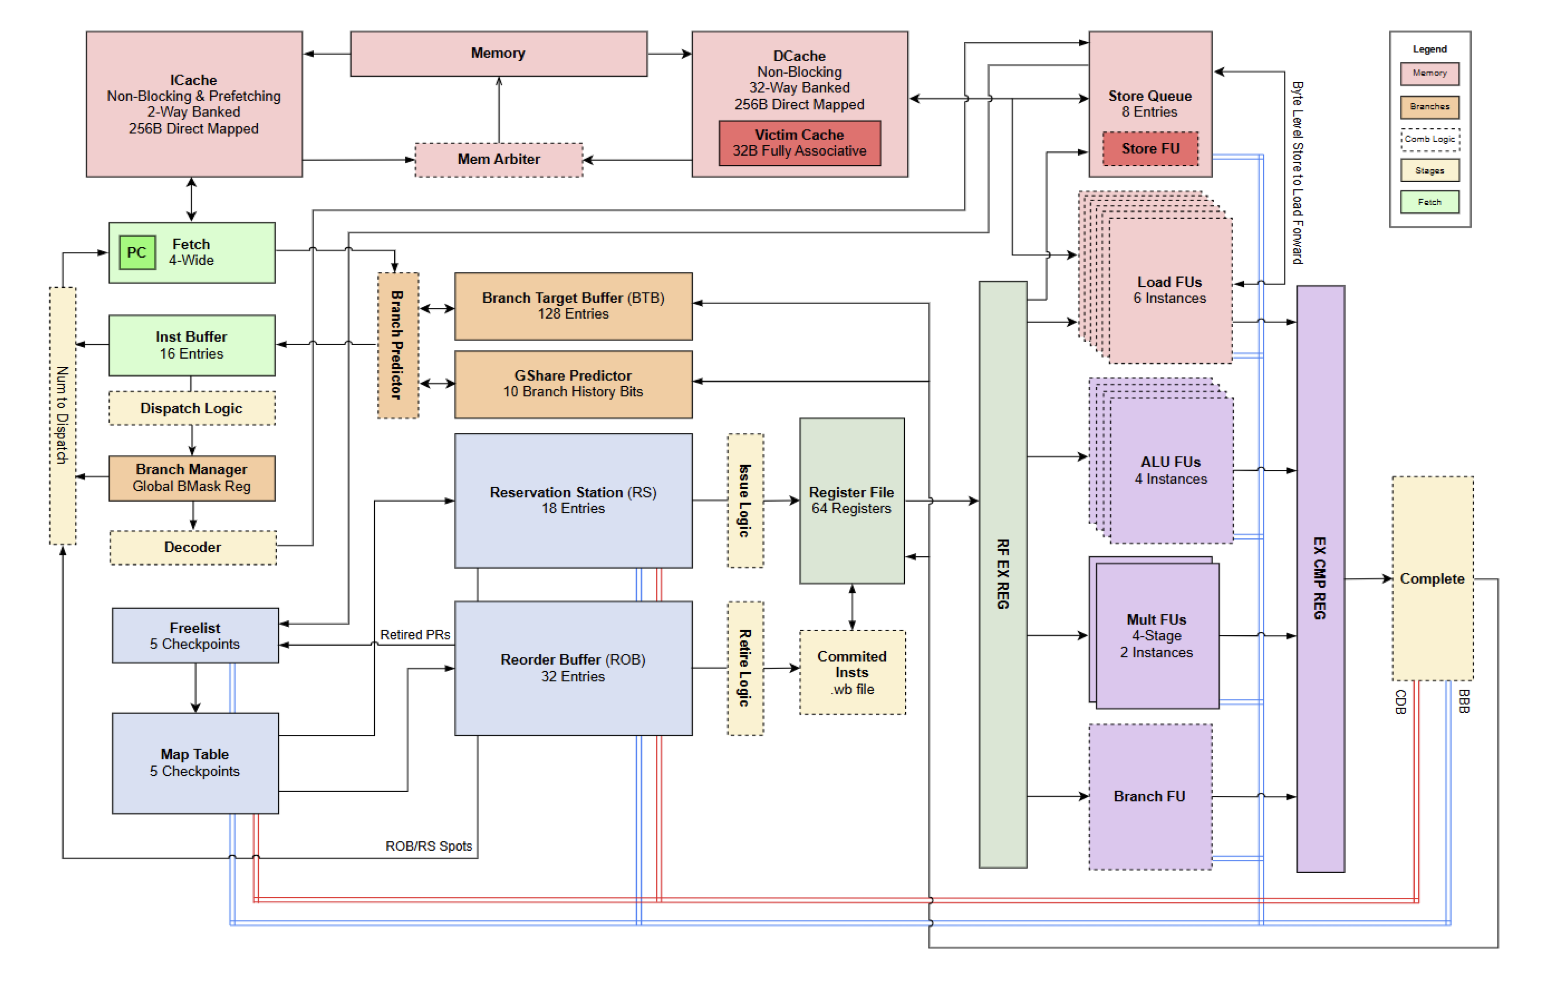 ICache
Non-Blocking & Prefetching
2-Way Banked
256B Direct Mapped
Memory
Mem Arbiter
DCache
Non-Blocking
32-Way Banked
256B Direct Mapped
Victim Cache
32B Fully Associative
Store Queue
8 Entries
Store FU
Byte Level Store to Load Forward
Legend
Memory
Branches
Comb Logic
Stages
Fetch
PC
Fetch
4-Wide
Inst Buffer
16 Entries
Dispatch Logic
Branch Manager
Global BMask Reg
Decoder
Num to Dispatch
Branch Predictor
Branch Target Buffer (BTB)
128 Entries
GShare Predictor
10 Branch History Bits
Reservation Station (RS)
18 Entries
Issue Logic
Register File
64 Registers
Freelist
5 Checkpoints
Retired PRs
Reorder Buffer (ROB)
32 Entries
Retire Logic
Commited
Insts
.wb file
Map Table
5 Checkpoints
ROB/RS Spots
RF EX REG
Load FUs
6 Instances
ALU FUs
4 Instances
Mult FUs
4-Stage
2 Instances
Branch FU
EX CMP REG
Complete
CDB
BBB